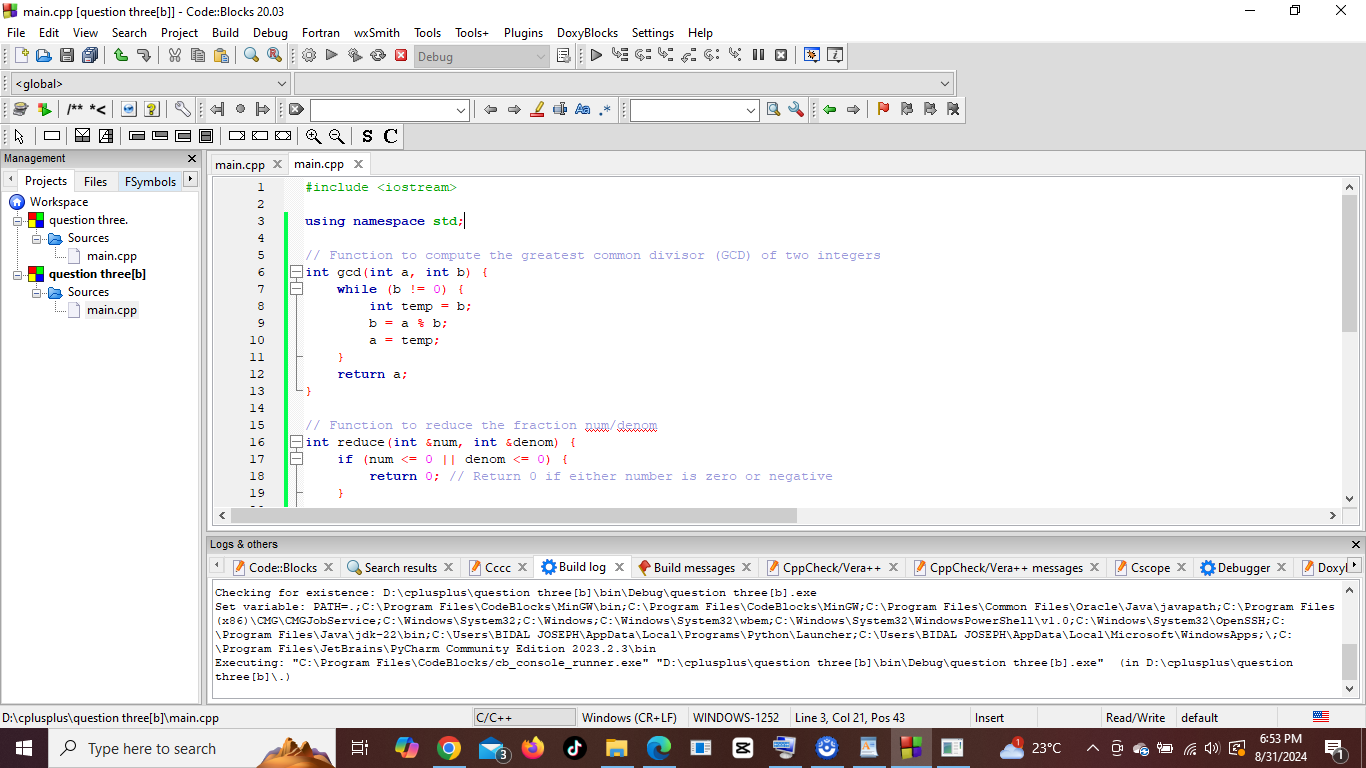 main.cpp [question three[b]] - Code::Blocks 20.03
File Edit View Search Project Build Debug Fortran wxSmith Tools Tools+ Plugins DoxyBlocks Settings Help
Debug
<global>
/** *<
Aa .*
S C
Management
Projects Files FSymbols
Workspace
question three.
Sources
main.cpp
question three[b]
Sources
main.cpp
main.cpp main.cpp
1 #include <iostream>
2
3 using namespace std;
4
5 // Function to compute the greatest common divisor (GCD) of two integers
6 int gcd(int a, int b) {
7 while (b != 0) {
8 int temp = b;
9 b = a % b;
10 a = temp;
11 }
12 return a;
13 }
14
15 // Function to reduce the fraction num/denom
16 int reduce(int &num, int &denom) {
17 if (num <= 0 || denom <= 0) {
18 return 0; // Return 0 if either number is zero or negative
19 }
Logs & others
Code::Blocks Search results Cccc Build log Build messages CppCheck/Vera++ CppCheck/Vera++ messages Cscope Debugger Doxyl
Checking for existence: D:\cplusplus\question three[b]\bin\Debug\question three[b].exe
Set variable: PATH=.;C:\Program Files\CodeBlocks\MinGW\bin;C:\Program Files\CodeBlocks\MinGW;C:\Program Files\Common Files\Oracle\Java\javapath;C:\Program Files
(x86)\CMG\CMGJobService;C:\Windows\System32;C:\Windows;C:\Windows\System32\wbem;C:\Windows\System32\WindowsPowerShell\v1.0;C:\Windows\System32\OpenSSH;C:
\Program Files\Java\jdk-22\bin;C:\Users\BIDAL JOSEPH\AppData\Local\Programs\Python\Launcher;C:\Users\BIDAL JOSEPH\AppData\Local\Microsoft\WindowsApps;\;C:
\Program Files\JetBrains\PyCharm Community Edition 2023.2.3\bin
Executing: "C:\Program Files\CodeBlocks/cb_console_runner.exe" "D:\cplusplus\question three[b]\bin\Debug\question three[b].exe" (in D:\cplusplus\question
three[b]\.)
D:\cplusplus\question three[b]\main.cpp C/C++ Windows (CR+LF) WINDOWS-1252 Line 3, Col 21, Pos 43 Insert Read/Write default
Type here to search 3 1 23°C 6:53 PM
8/31/2024 1